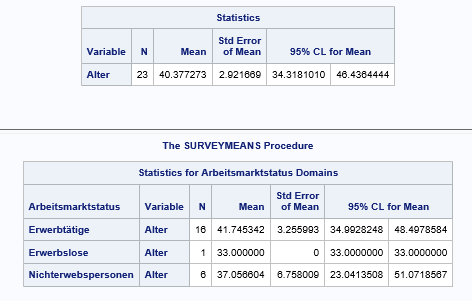 Statistics
Variable N Mean Std Error of Mean 95% CL for Mean
Alter 23 40.377273 2.921669 34.3181010 46.4364444
The SURVEYMEANS Procedure
Statistics for Arbeitsmarktstatus Domains
Arbeitsmarktstatus Variable N Mean Std Error of Mean 95% CL for Mean
Erwerbtätige Alter 16 41.745342 3.255993 34.9928248 48.4978584
Erwerbslose Alter 1 33.000000 0 33.0000000 33.0000000
Nichterwebspersonen Alter 6 37.056604 6.758009 23.0413508 51.0718567